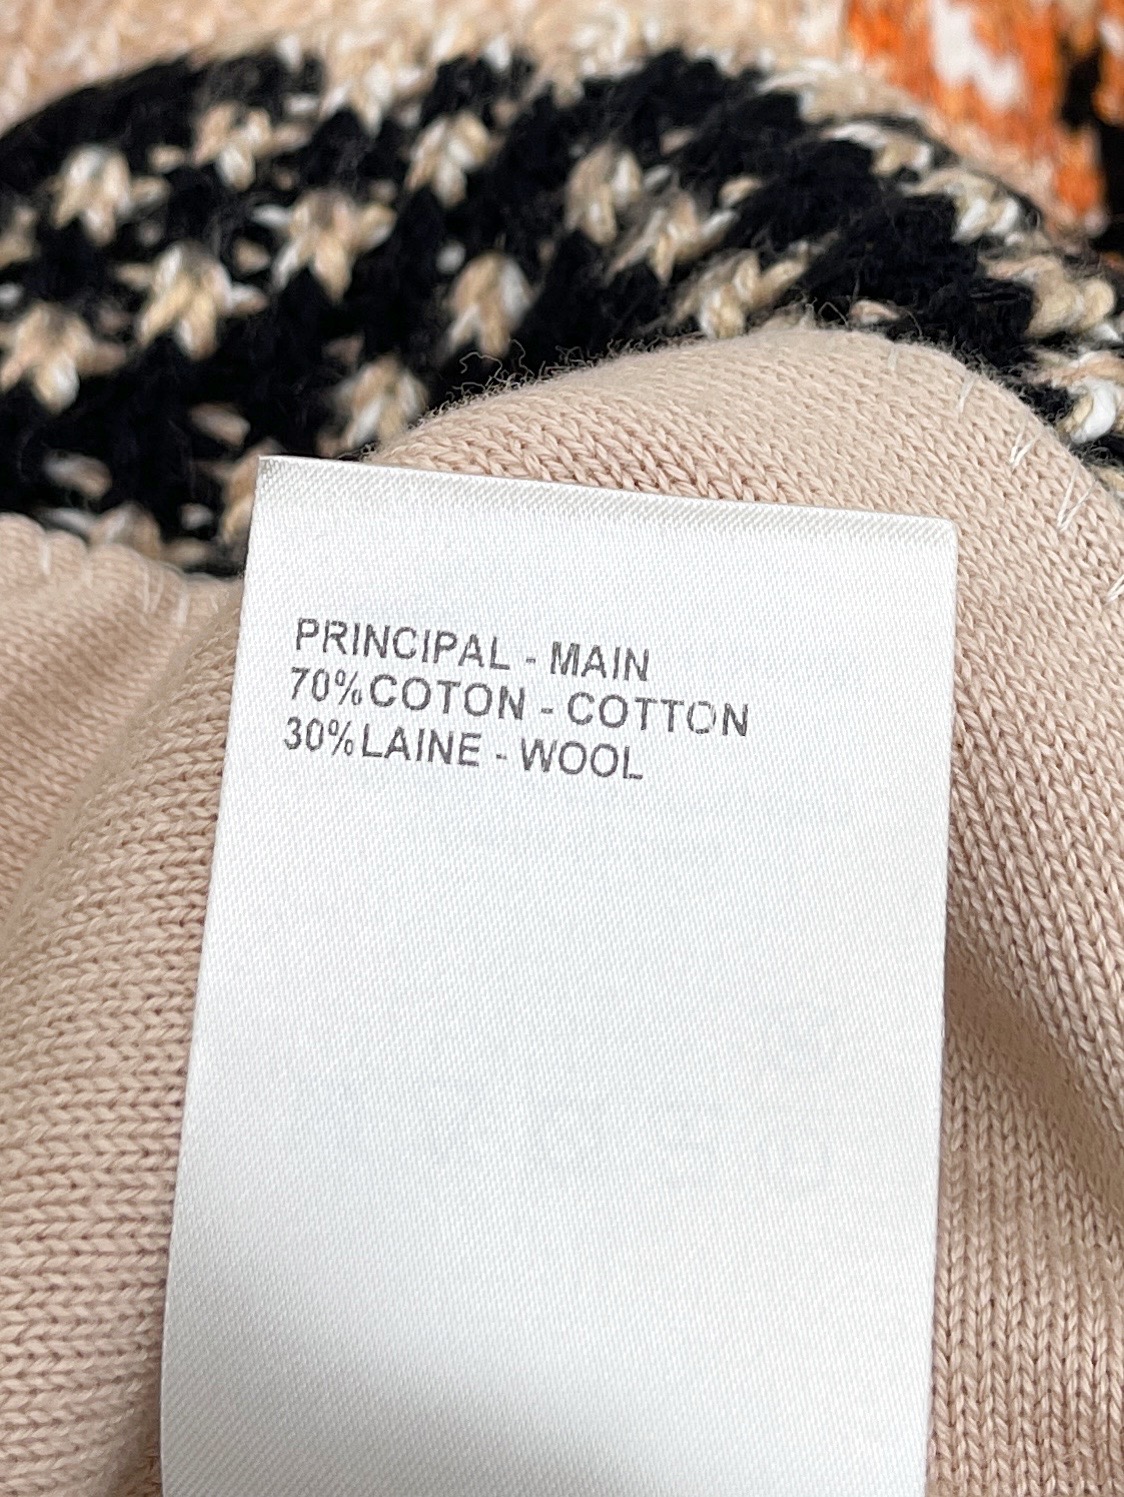 PRINCIPAL - MAIN
70%COTON - COTTON
30%LAINE - WOOL